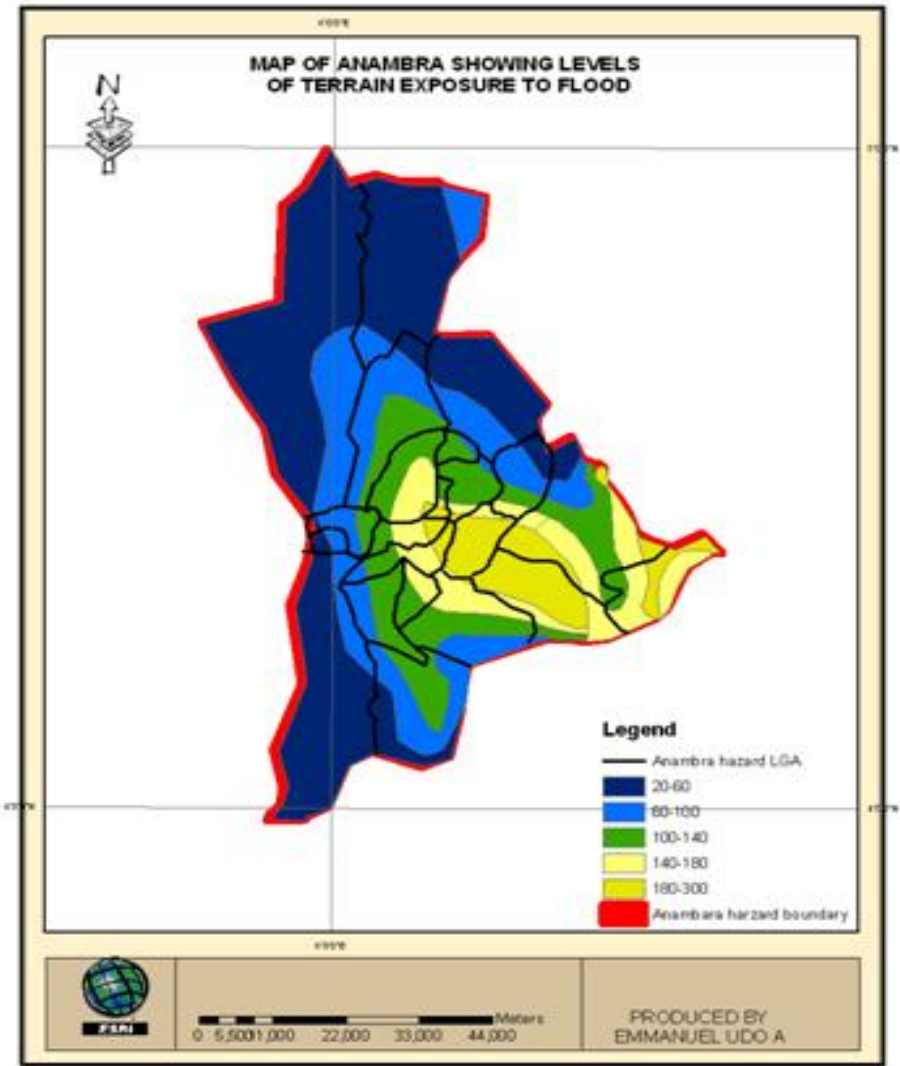 MAP OF ANAMBRA SHOWING LEVELS
OF TERRAIN EXPOSURE TO FLOOD
N
Legend
Anambra hazard LGA
20-60
60-100
100-140
140-180
180-300
Anambara harzard boundary
ESRI
Meters
0 5,500 11,000 22,000 33,000 44,000
PRODUCED BY
EMMANUEL UDO A